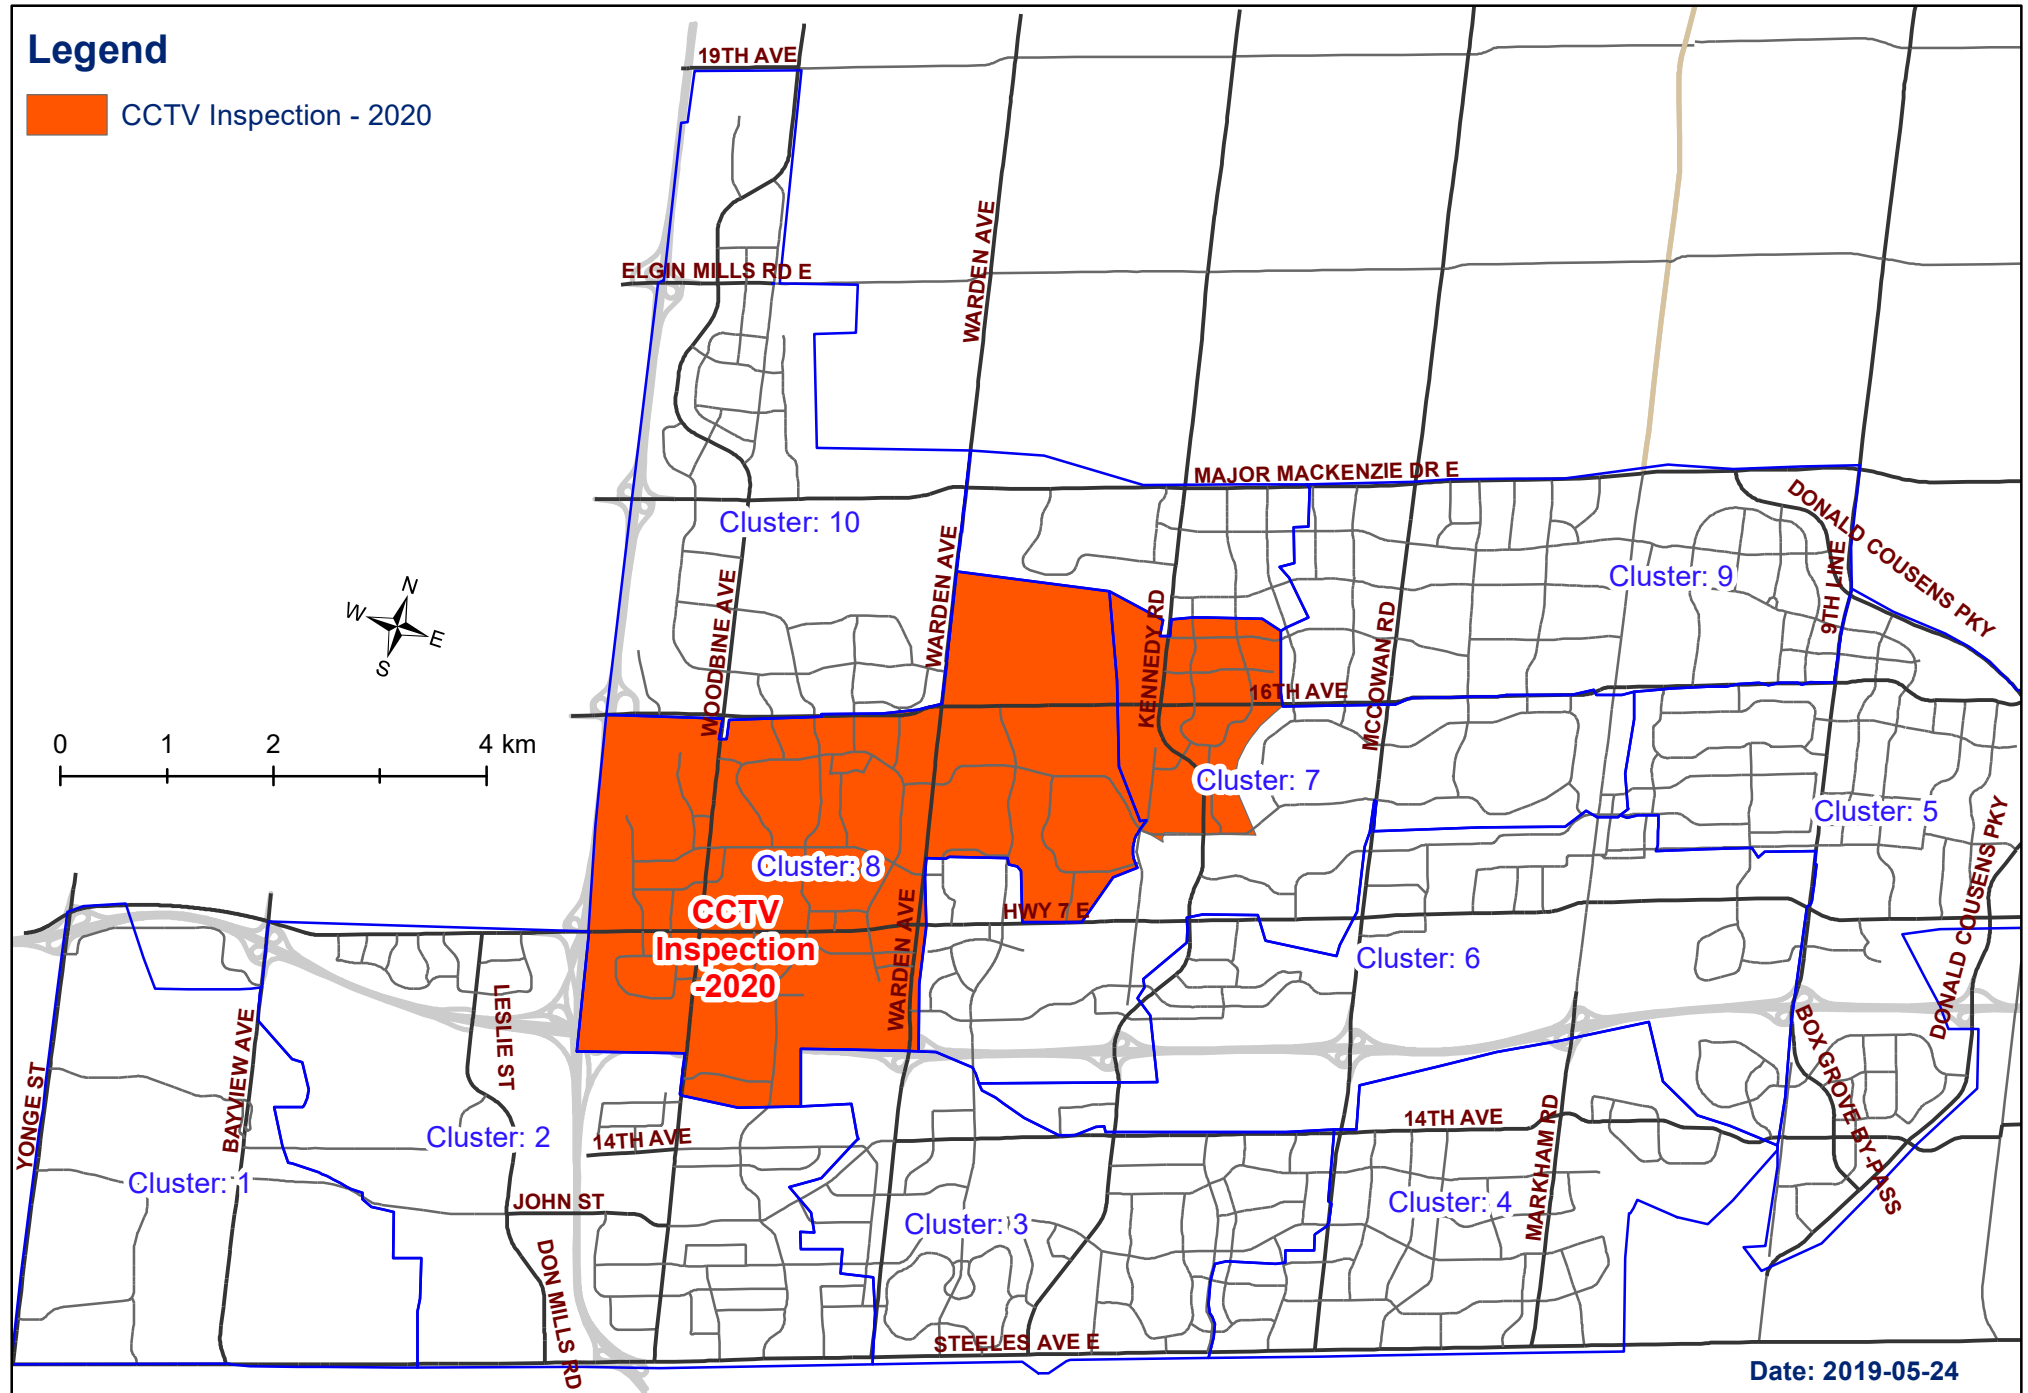 Legend
CCTV Inspection - 2020
19TH AVE
ELGIN MILLS RD E
WARDEN AVE
MAJOR MACKENZIE DR E
DONALD COUSENS PKY
Cluster: 10
Cluster: 9
9TH LINE
WARDEN AVE
WOODBINE AVE
KENNEDY RD
MCCOWAN RD
16TH AVE
N
W
E
S
0 1 2 4 km
Cluster: 7
Cluster: 5
Cluster: 8
DONALD COUSENS PKY
CCTV
Inspection
-2020
HWY 7 E
WARDEN AVE
Cluster: 6
LESLIE ST
BAYVIEW AVE
YONGE ST
BOX GROVE BY-PASS
Cluster: 2
14TH AVE
14TH AVE
MARKHAM RD
Cluster: 1
JOHN ST
Cluster: 3
Cluster: 4
DON MILLS RD
STEELES AVE E
Date: 2019-05-24